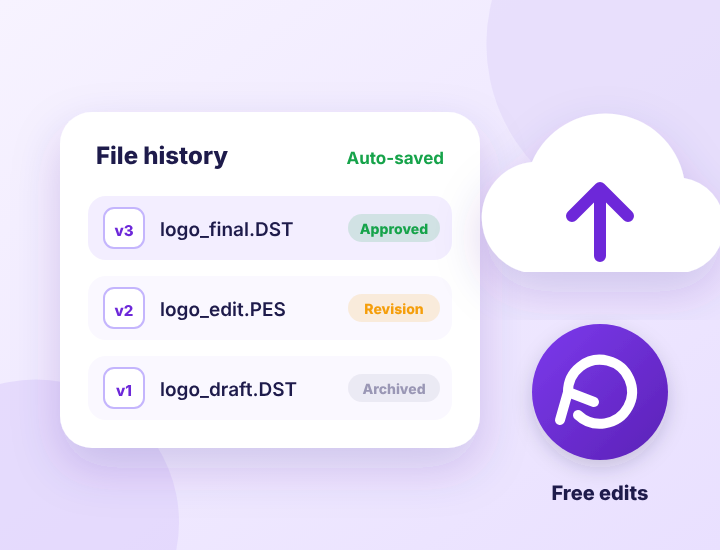 File history
Auto-saved
v3 logo_final.DST Approved
v2 logo_edit.PES Revision
v1 logo_draft.DST Archived
Free edits